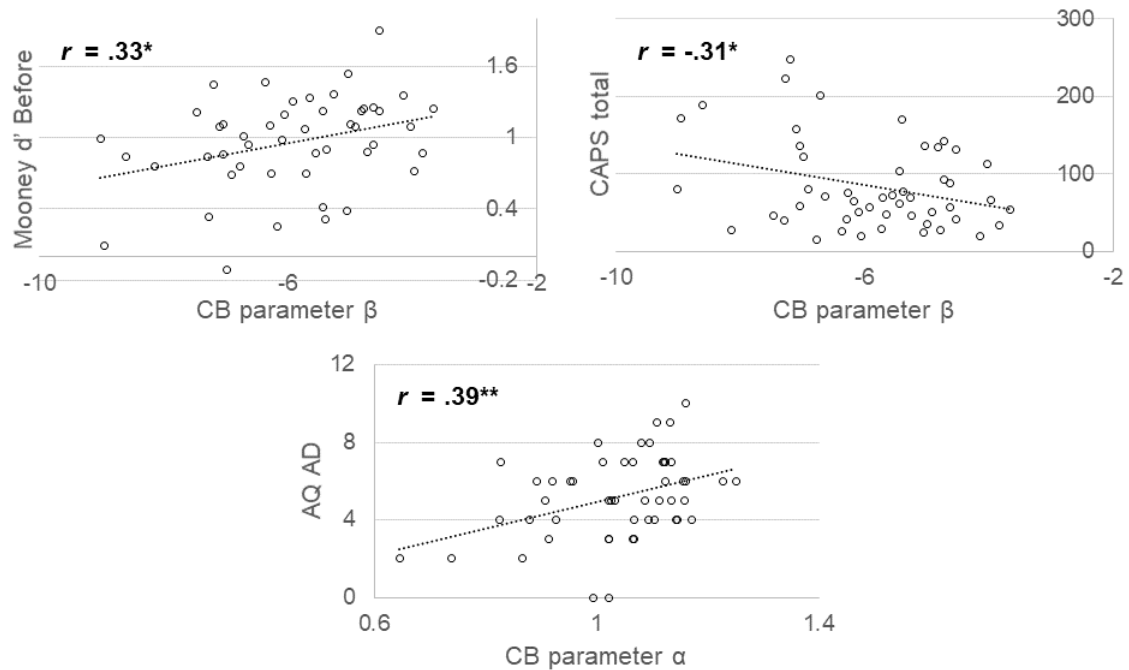 r = .33*
Mooney d' Before
1.6
1
0.4
-0.2
-10
-6
-2
CB parameter β
r = -.31*
CAPS total
300
200
100
0
-10
-6
-2
CB parameter β
r = .39**
AQ AD
12
8
4
0
0.6
1
1.4
CB parameter α